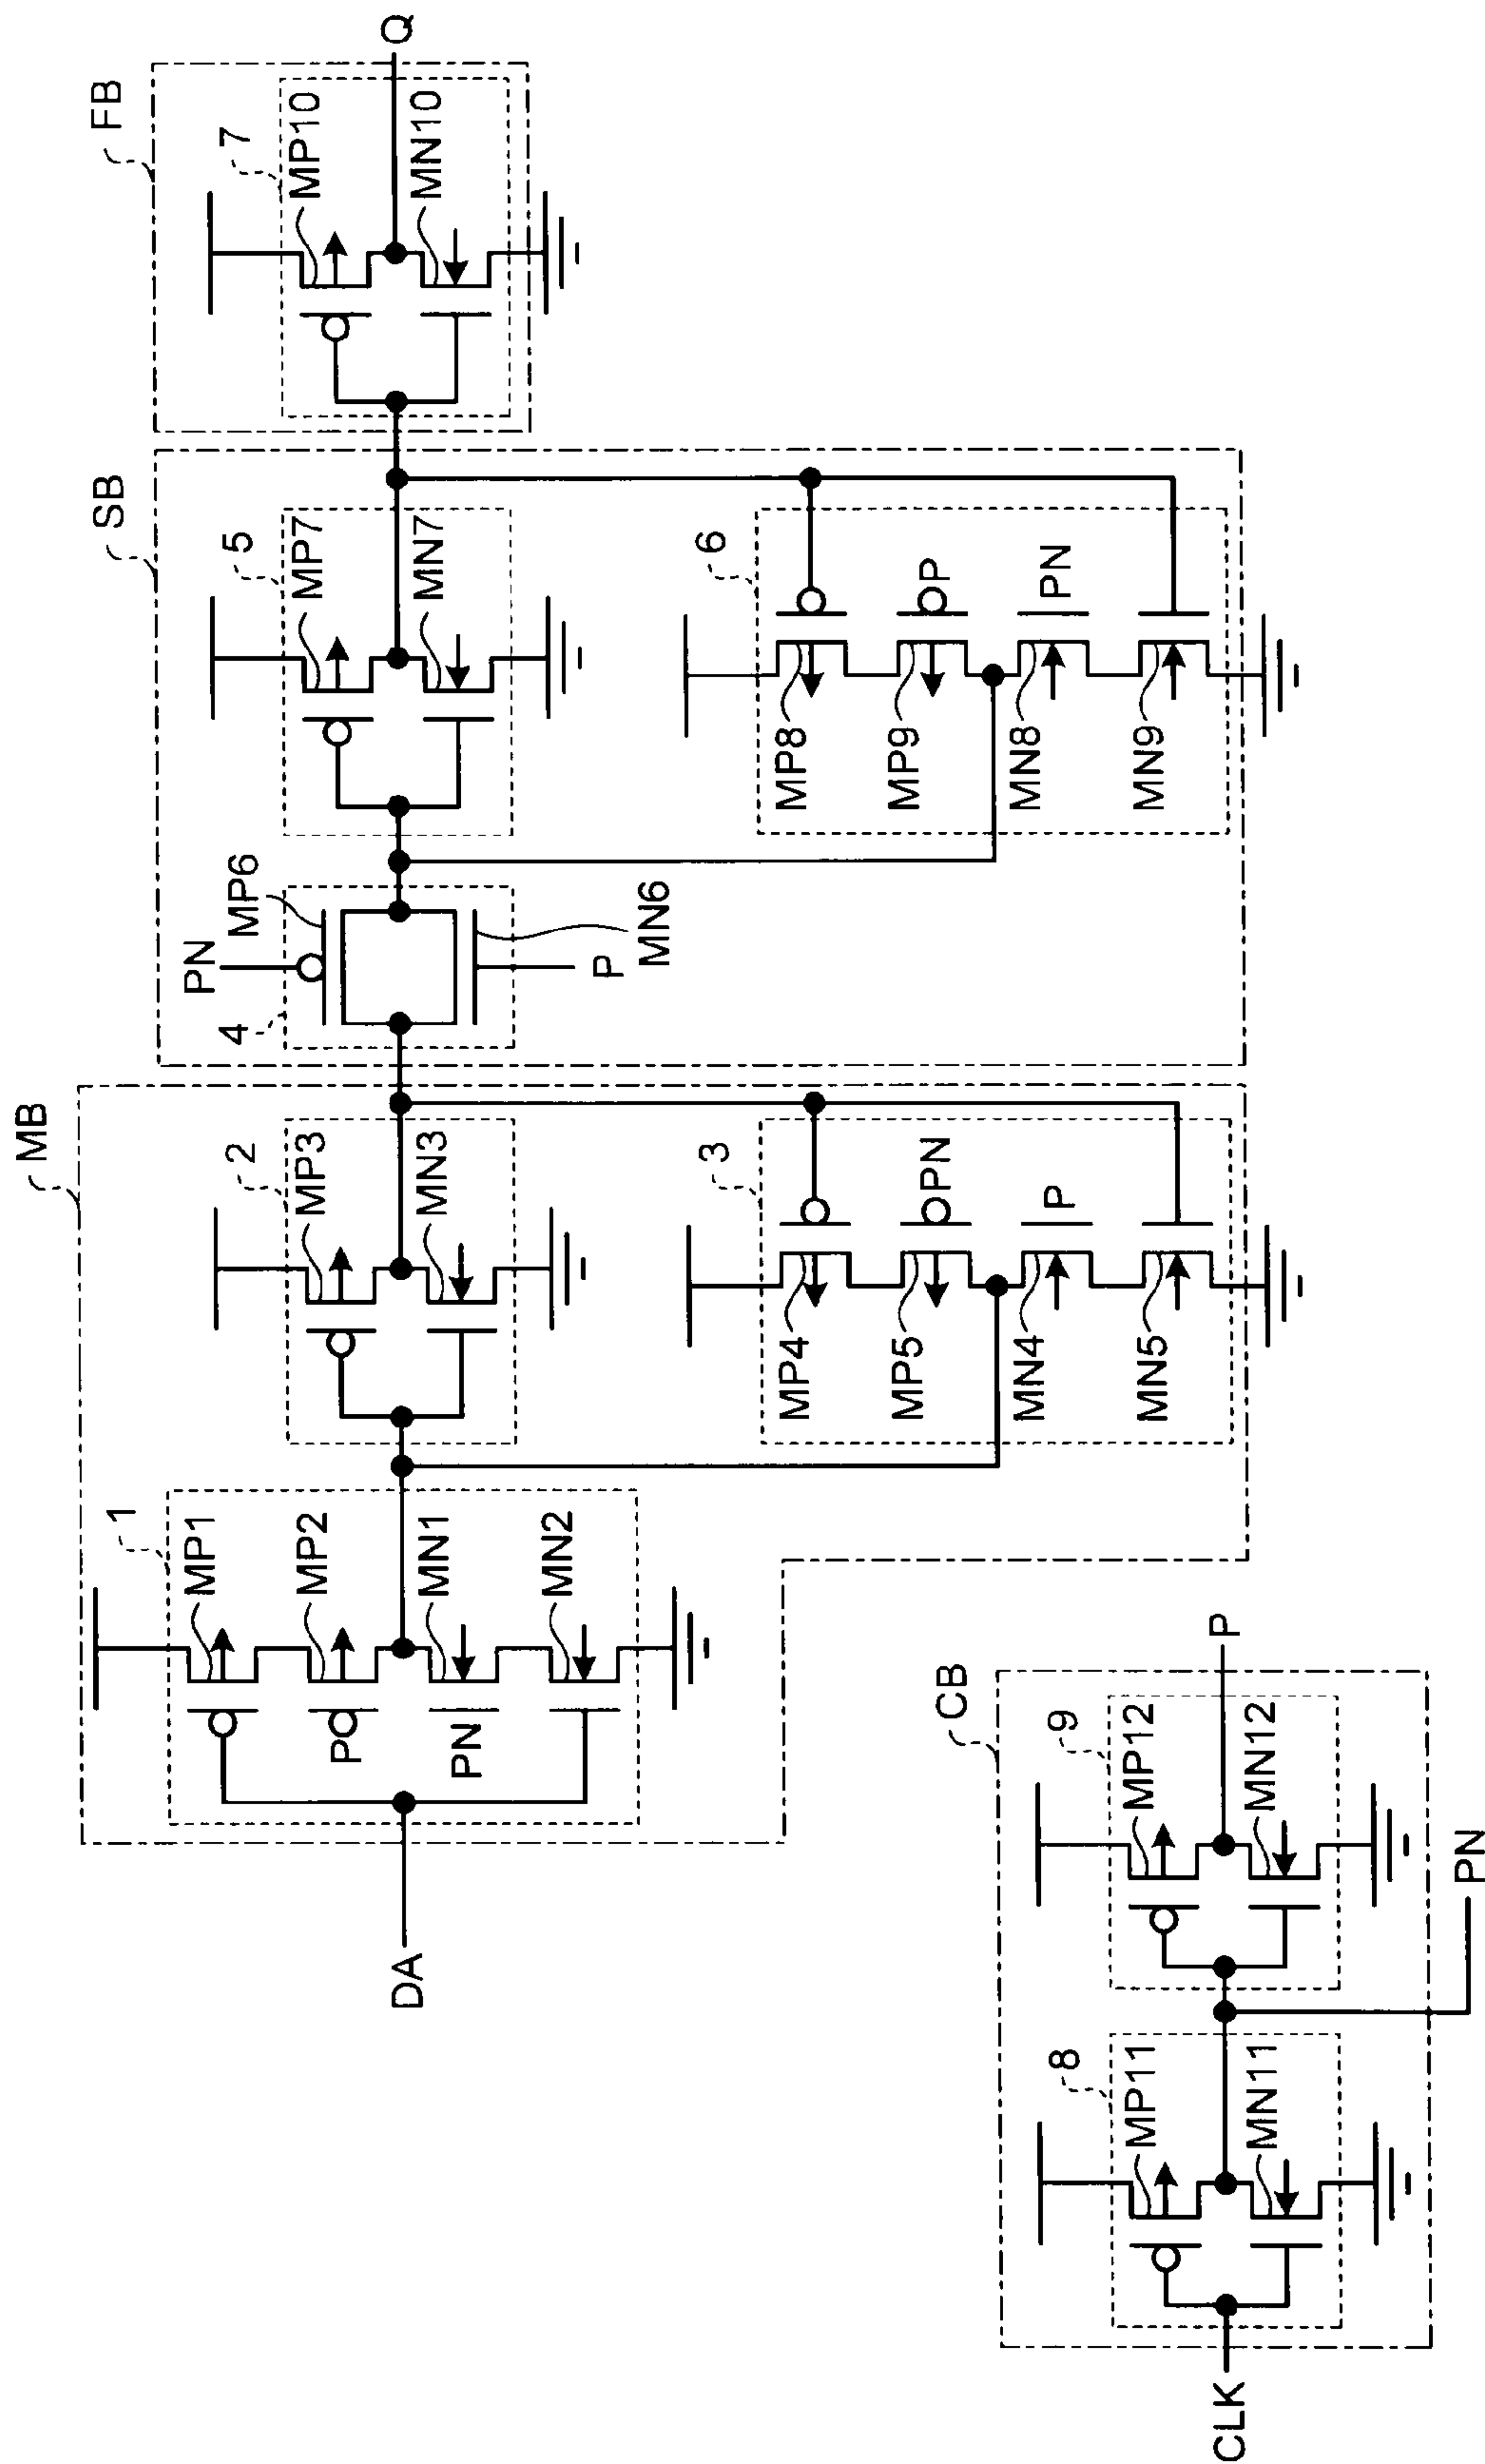 MB
1
MP1
MP2
MN1
MN2
P
PN
DA
2
MP3
MN3
3
MP4
MP5
MN4
MN5
PN
P
SB
4
PN
MP6
P
MN6
5
MP7
MN7
6
MP8
MP9
MN8
MN9
P
PN
FB
7
MP10
MN10
Q
CB
CLK
8
MP11
MN11
9
MP12
MN12
P
PN